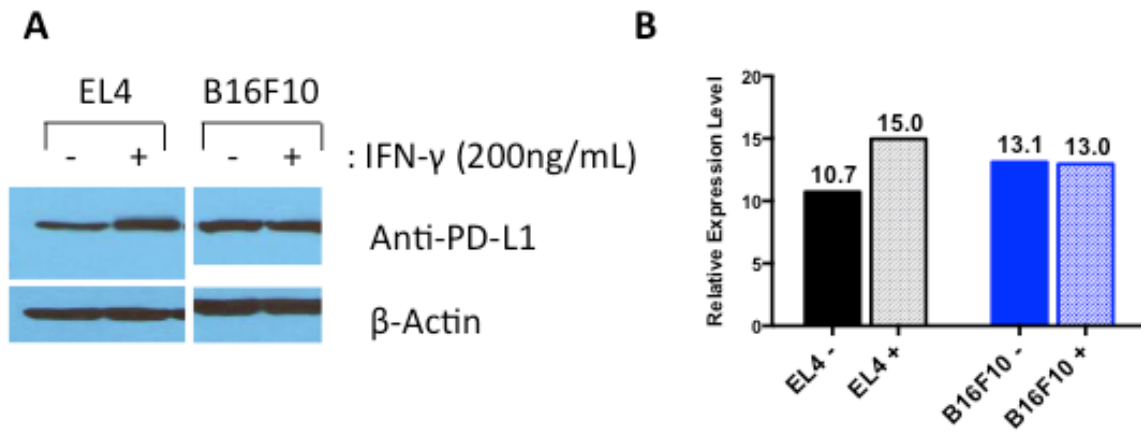 A
EL4 B16F10
- + - + : IFN-γ (200ng/mL)
Anti-PD-L1
β-Actin
B
Relative Expression Level
20
15
10
5
0
10.7
15.0
13.1
13.0
EL4 -
EL4 +
B16F10 -
B16F10 +